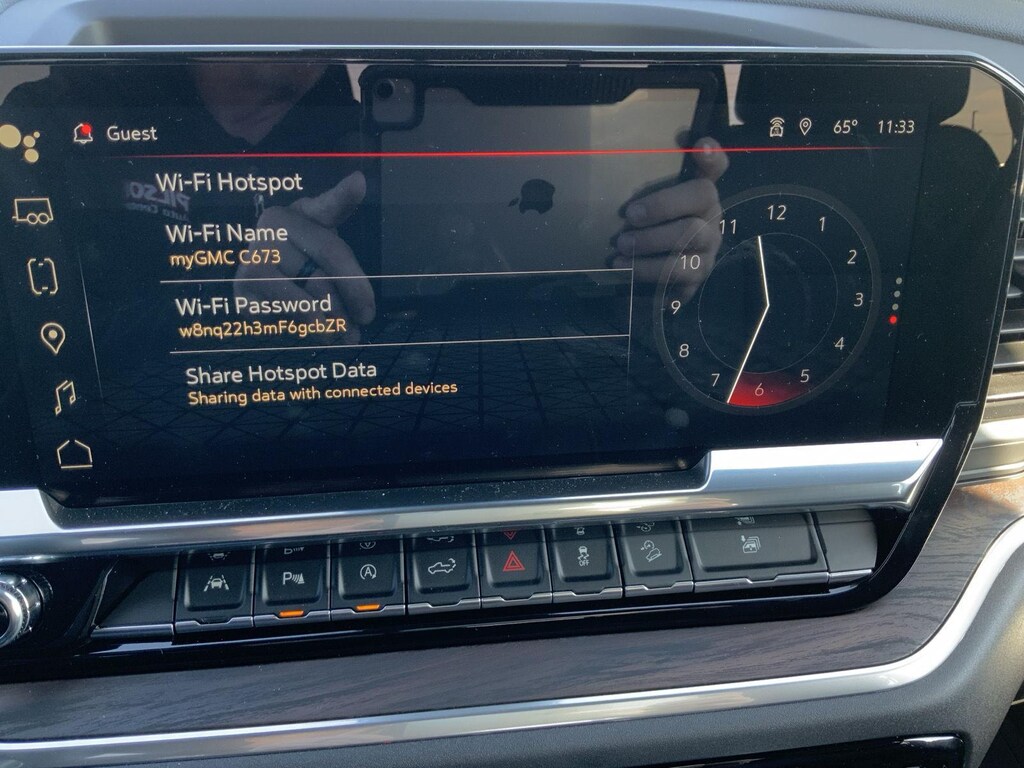 Guest
65° 11:33
Wi-Fi Hotspot
Wi-Fi Name
myGMC C673
Wi-Fi Password
w8nq22h3mF6gcbZR
Share Hotspot Data
Sharing data with connected devices
12
1
2
3
4
5
6
7
8
9
10
11
P
A
OFF